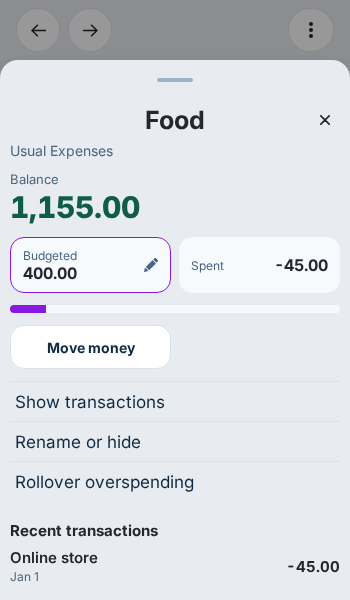 Food
Usual Expenses
Balance
1,155.00
Budgeted
400.00
Spent
-45.00
Move money
Show transactions
Rename or hide
Rollover overspending
Recent transactions
Online store
-45.00
Jan 1